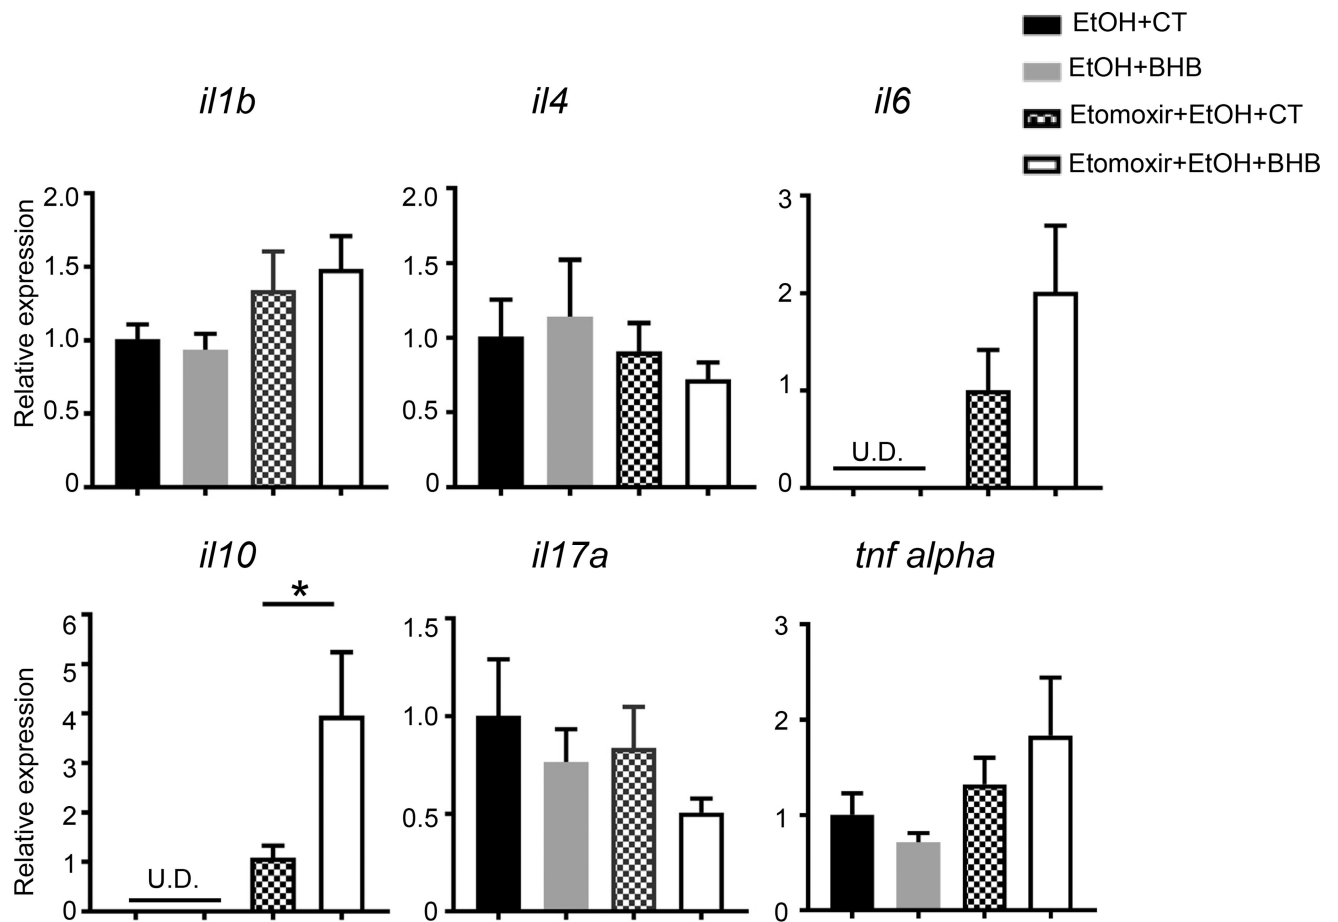 EtOH+CT
EtOH+BHB
Etomoxir+EtOH+CT
Etomoxir+EtOH+BHB
il1b
il4
il6
Relative expression
2.0
1.5
1.0
0.5
0
2.0
1.5
1.0
0.5
0
3
2
1
0
U.D.
il10
il17a
tnf alpha
Relative expression
6
5
4
3
2
1
0
U.D.
*
1.5
1.0
0.5
0
3
2
1
0